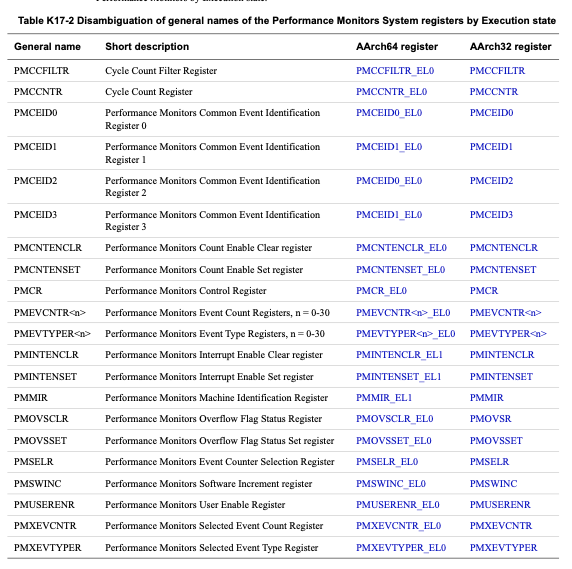 Table K17-2 Disambiguation of general names of the Performance Monitors System registers by Execution state
General name Short description AArch64 register AArch32 register
PMCCFILTR Cycle Count Filter Register PMCCFILTR_EL0 PMCCFILTR
PMCCNTR Cycle Count Register PMCCNTR_EL0 PMCCNTR
PMCEID0 Performance Monitors Common Event Identification PMCEID0_EL0 PMCEID0
Register 0
PMCEID1 Performance Monitors Common Event Identification PMCEID1_EL0 PMCEID1
Register 1
PMCEID2 Performance Monitors Common Event Identification PMCEID0_EL0 PMCEID2
Register 2
PMCEID3 Performance Monitors Common Event Identification PMCEID1_EL0 PMCEID3
Register 3
PMCNTENCLR Performance Monitors Count Enable Clear register PMCNTENCLR_EL0 PMCNTENCLR
PMCNTENSET Performance Monitors Count Enable Set register PMCNTENSET_EL0 PMCNTENSET
PMCR Performance Monitors Control Register PMCR_EL0 PMCR
PMEVCNTR<n> Performance Monitors Event Count Registers, n = 0-30 PMEVCNTR<n>_EL0 PMEVCNTR<n>
PMEVTYPER<n> Performance Monitors Event Type Registers, n = 0-30 PMEVTYPER<n>_EL0 PMEVTYPER<n>
PMINTENCLR Performance Monitors Interrupt Enable Clear register PMINTENCLR_EL1 PMINTENCLR
PMINTENSET Performance Monitors Interrupt Enable Set register PMINTENSET_EL1 PMINTENSET
PMMIR Performance Monitors Machine Identification Register PMMIR_EL1 PMMIR
PMOVSCLR Performance Monitors Overflow Flag Status Register PMOVSCLR_EL0 PMOVSR
PMOVSSET Performance Monitors Overflow Flag Status Set register PMOVSSET_EL0 PMOVSSET
PMSELR Performance Monitors Event Counter Selection Register PMSELR_EL0 PMSELR
PMSWINC Performance Monitors Software Increment register PMSWINC_EL0 PMSWINC
PMUSERENR Performance Monitors User Enable Register PMUSERENR_EL0 PMUSERENR
PMXEVCNTR Performance Monitors Selected Event Count Register PMXEVCNTR_EL0 PMXEVCNTR
PMXEVTYPER Performance Monitors Selected Event Type Register PMXEVTYPER_EL0 PMXEVTYPER